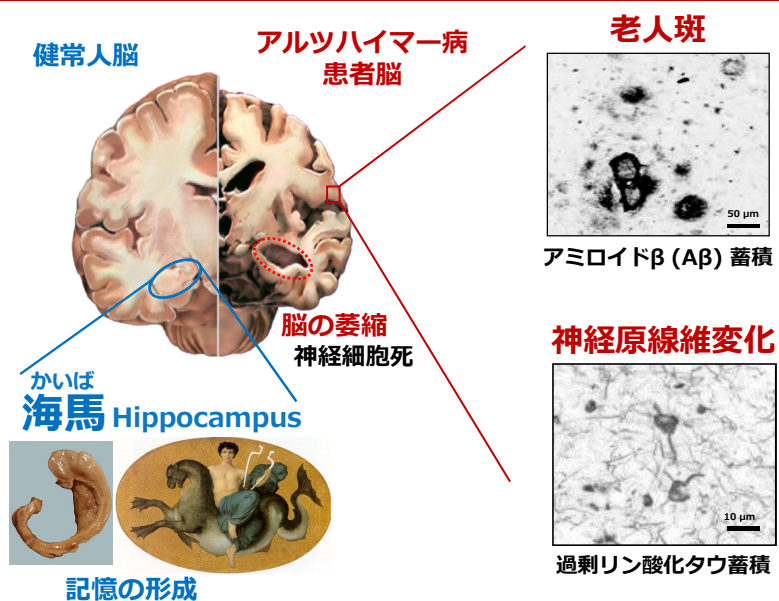 健常人脳
アルツハイマー病
患者脳
老人斑
50 μm
アミロイドβ (Aβ) 蓄積
脳の萎縮
神経細胞死
神経原線維変化
かいば
海馬 Hippocampus
10 μm
過剰リン酸化タウ蓄積
記憶の形成